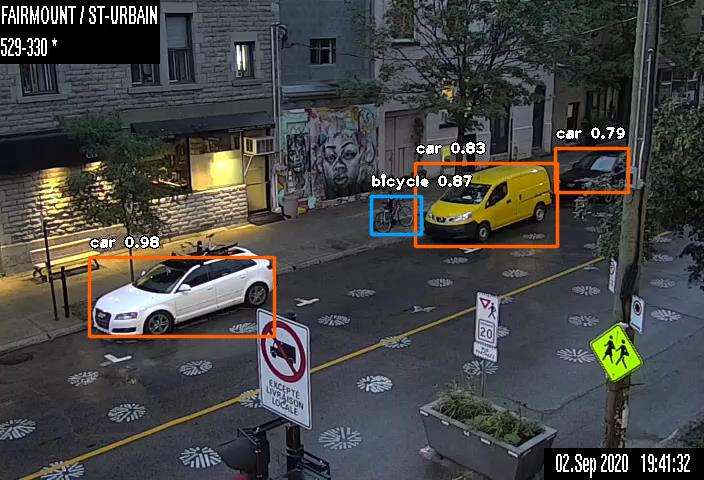 FAIRMOUNT / ST-URBAIN
529-330 *
car 0.79
car 0.83
bicycle 0.87
car 0.98
20
EXCEPTÉ
LIVRAISON
LOCALE
02.Sep 2020 19:41:32